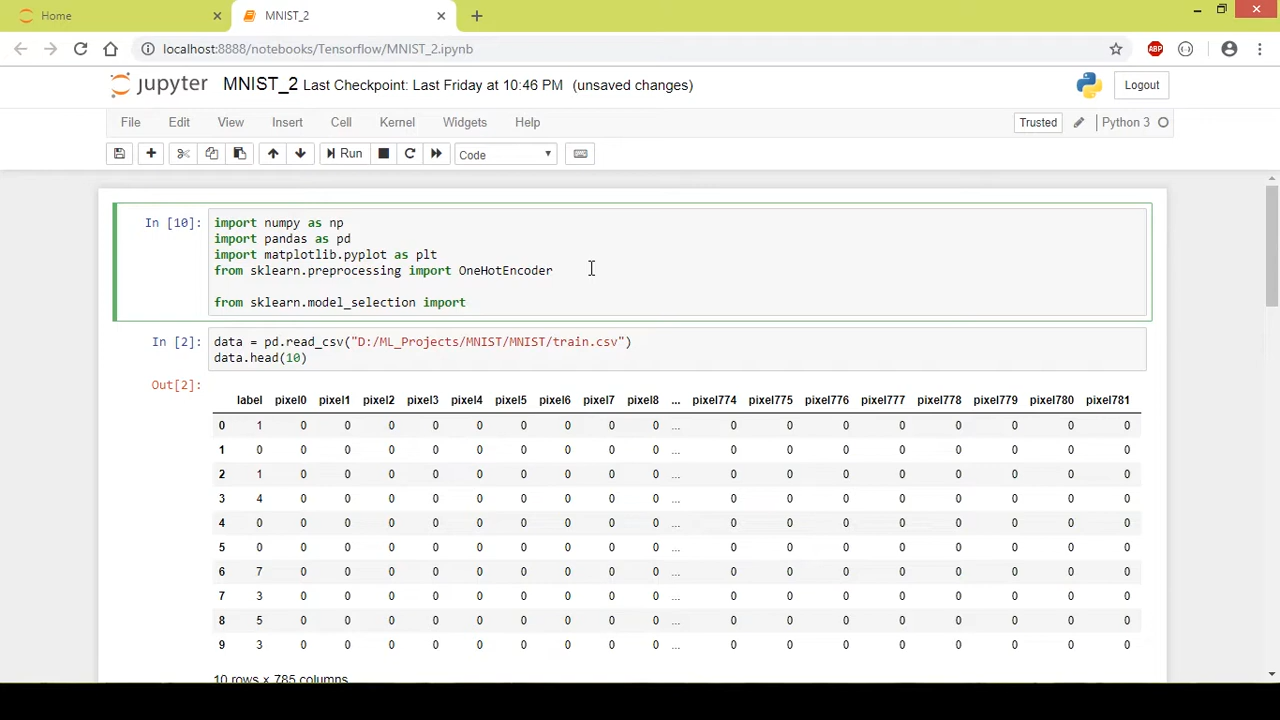 Home
MNIST_2
localhost:8888/notebooks/Tensorflow/MNIST_2.ipynb
ABP
jupyter MNIST_2 Last Checkpoint: Last Friday at 10:46 PM (unsaved changes)
Logout
File Edit View Insert Cell Kernel Widgets Help
Trusted Python 3
Run Code
In [10]: import numpy as np
import pandas as pd
import matplotlib.pyplot as plt
from sklearn.preprocessing import OneHotEncoder
from sklearn.model_selection import
In [2]: data = pd.read_csv("D:/ML_Projects/MNIST/MNIST/train.csv")
data.head(10)
Out[2]:
label pixel0 pixel1 pixel2 pixel3 pixel4 pixel5 pixel6 pixel7 pixel8 ... pixel774 pixel775 pixel776 pixel777 pixel778 pixel779 pixel780 pixel781
0 1 0 0 0 0 0 0 0 0 0 ... 0 0 0 0 0 0 0 0
1 0 0 0 0 0 0 0 0 0 0 ... 0 0 0 0 0 0 0 0
2 1 0 0 0 0 0 0 0 0 0 ... 0 0 0 0 0 0 0 0
3 4 0 0 0 0 0 0 0 0 0 ... 0 0 0 0 0 0 0 0
4 0 0 0 0 0 0 0 0 0 0 ... 0 0 0 0 0 0 0 0
5 0 0 0 0 0 0 0 0 0 0 ... 0 0 0 0 0 0 0 0
6 7 0 0 0 0 0 0 0 0 0 ... 0 0 0 0 0 0 0 0
7 3 0 0 0 0 0 0 0 0 0 ... 0 0 0 0 0 0 0 0
8 5 0 0 0 0 0 0 0 0 0 ... 0 0 0 0 0 0 0 0
9 3 0 0 0 0 0 0 0 0 0 ... 0 0 0 0 0 0 0 0
10 rows x 785 columns